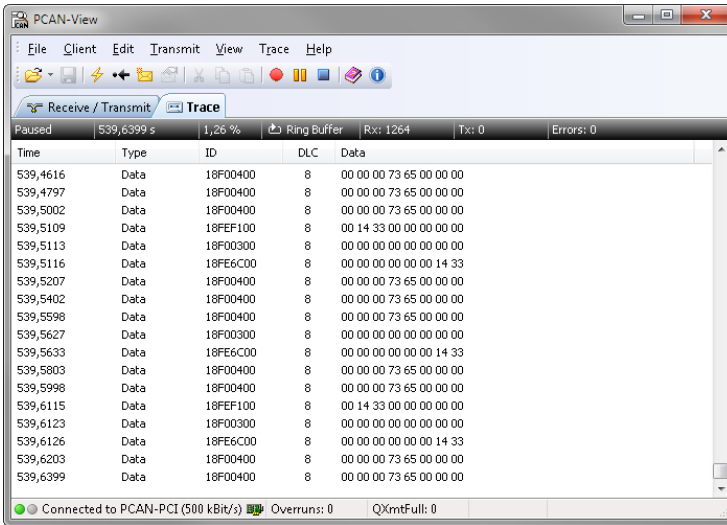 PCAN-View
File Client Edit Transmit View Trace Help
Receive / Transmit Trace
Paused 539,6399 s 1,26 % Ring Buffer Rx: 1264 Tx: 0 Errors: 0
Time Type ID DLC Data
539,4616 Data 18F00400 8 00 00 00 73 65 00 00 00
539,4797 Data 18F00400 8 00 00 00 73 65 00 00 00
539,5002 Data 18F00400 8 00 00 00 73 65 00 00 00
539,5109 Data 18FEF100 8 00 14 33 00 00 00 00 00
539,5113 Data 18F00300 8 00 00 00 00 00 00 00 00
539,5116 Data 18FE6C00 8 00 00 00 00 00 00 14 33
539,5207 Data 18F00400 8 00 00 00 73 65 00 00 00
539,5402 Data 18F00400 8 00 00 00 73 65 00 00 00
539,5598 Data 18F00400 8 00 00 00 73 65 00 00 00
539,5627 Data 18F00300 8 00 00 00 00 00 00 00 00
539,5633 Data 18FE6C00 8 00 00 00 00 00 00 14 33
539,5803 Data 18F00400 8 00 00 00 73 65 00 00 00
539,5998 Data 18F00400 8 00 00 00 73 65 00 00 00
539,6115 Data 18FEF100 8 00 14 33 00 00 00 00 00
539,6123 Data 18F00300 8 00 00 00 00 00 00 00 00
539,6126 Data 18FE6C00 8 00 00 00 00 00 00 14 33
539,6203 Data 18F00400 8 00 00 00 73 65 00 00 00
539,6399 Data 18F00400 8 00 00 00 73 65 00 00 00
Connected to PCAN-PCI (500 kBit/s) Overruns: 0 QXmtFull: 0